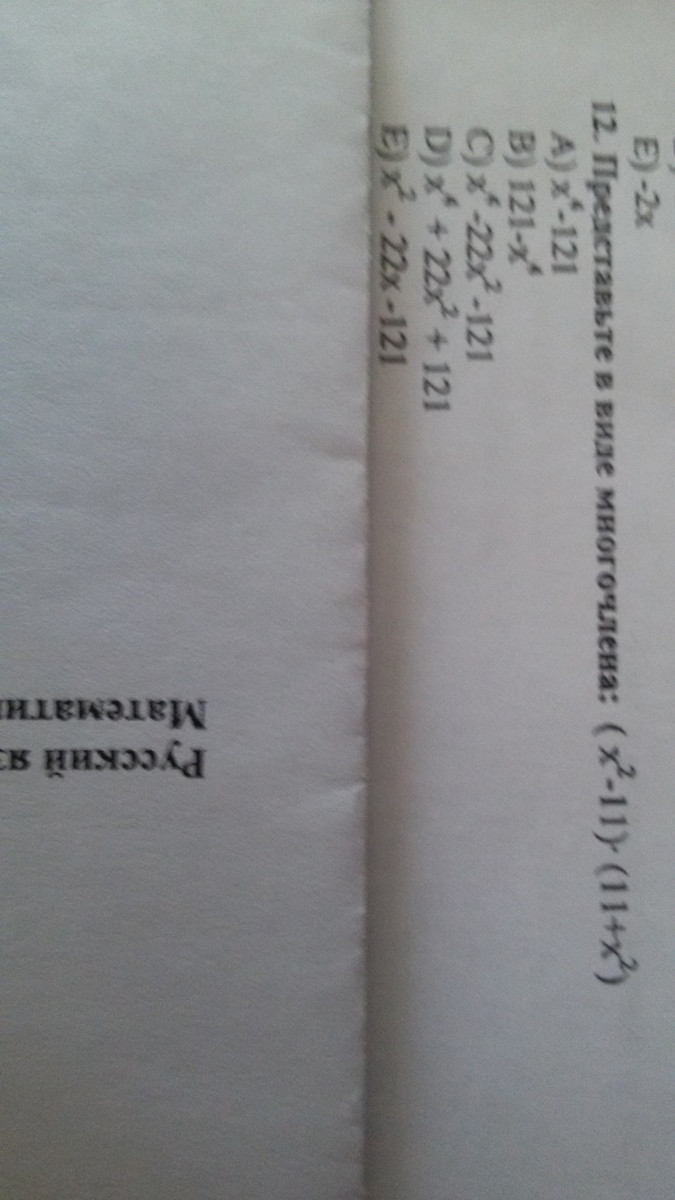 E) -2x
12. Представьте в виде многочлена: ( x²-11)· (11+x²)
A) x⁴-121
B) 121-x⁴
C) x⁴ -22x² -121
D) x⁴ + 22x² + 121
E) x² - 22x -121
Русский яз
Математи